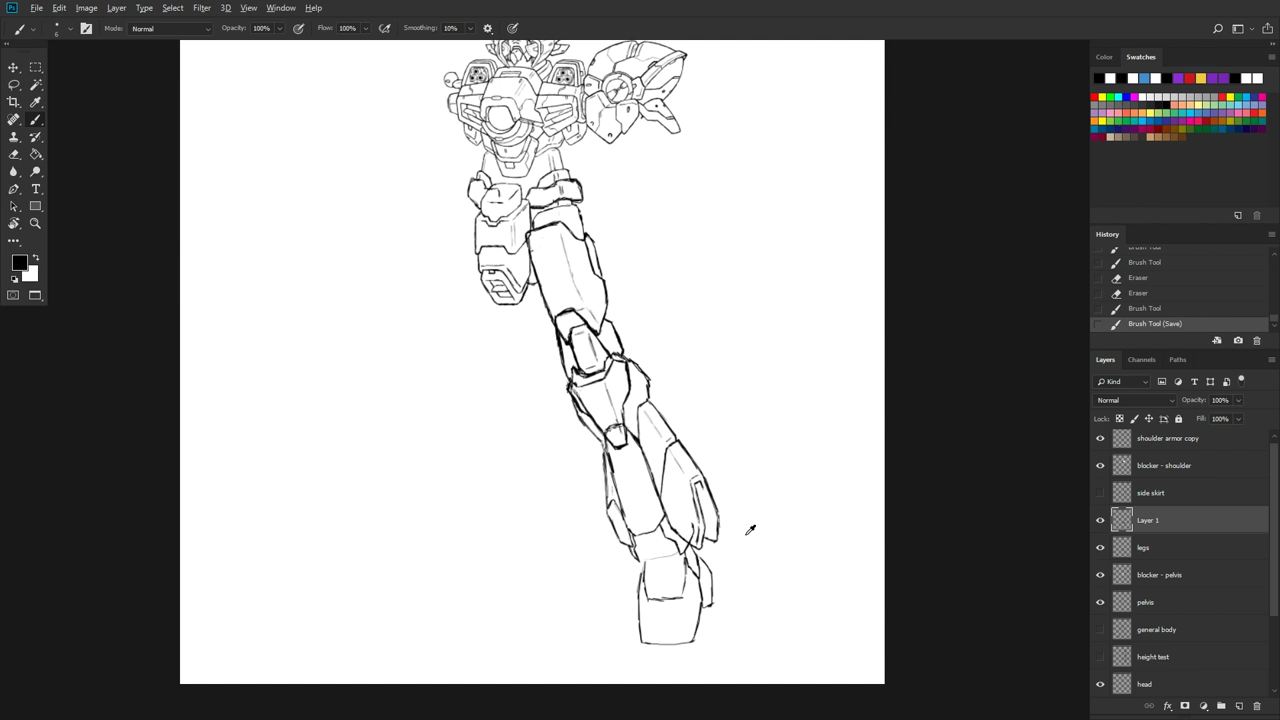 Ps File Edit Image Layer Type Select Filter 3D View Window Help
6 Mode: Normal Opacity: 100% Flow: 100% Smoothing: 10%
Color Swatches
History
Brush Tool
Brush Tool
Eraser
Eraser
Brush Tool
Brush Tool (Save)
Layers Channels Paths
Kind
Normal Opacity: 100%
Lock: Fill: 100%
shoulder armor copy
blocker - shoulder
side skirt
Layer 1
legs
blocker - pelvis
pelvis
general body
height test
head
fx